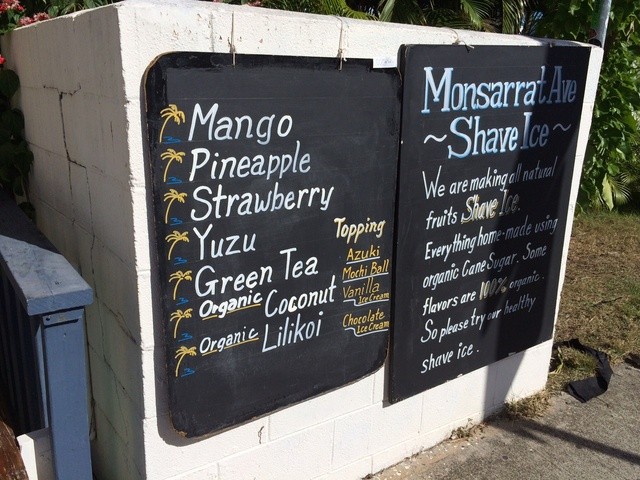 Mango
Pineapple
Strawberry
Yuzu
Green Tea
Organic Coconut
Organic Lilikoi
Topping
Azuki
Mochi Ball
Vanilla
Ice Cream
Chocolate
Ice Cream
Monsarrat Ave
~Shave Ice~
We are making all natural
fruits Shave Ice.
Everything home-made using
organic Cane Sugar. Some
flavors are 100% organic.
So please try our healthy
shave ice.